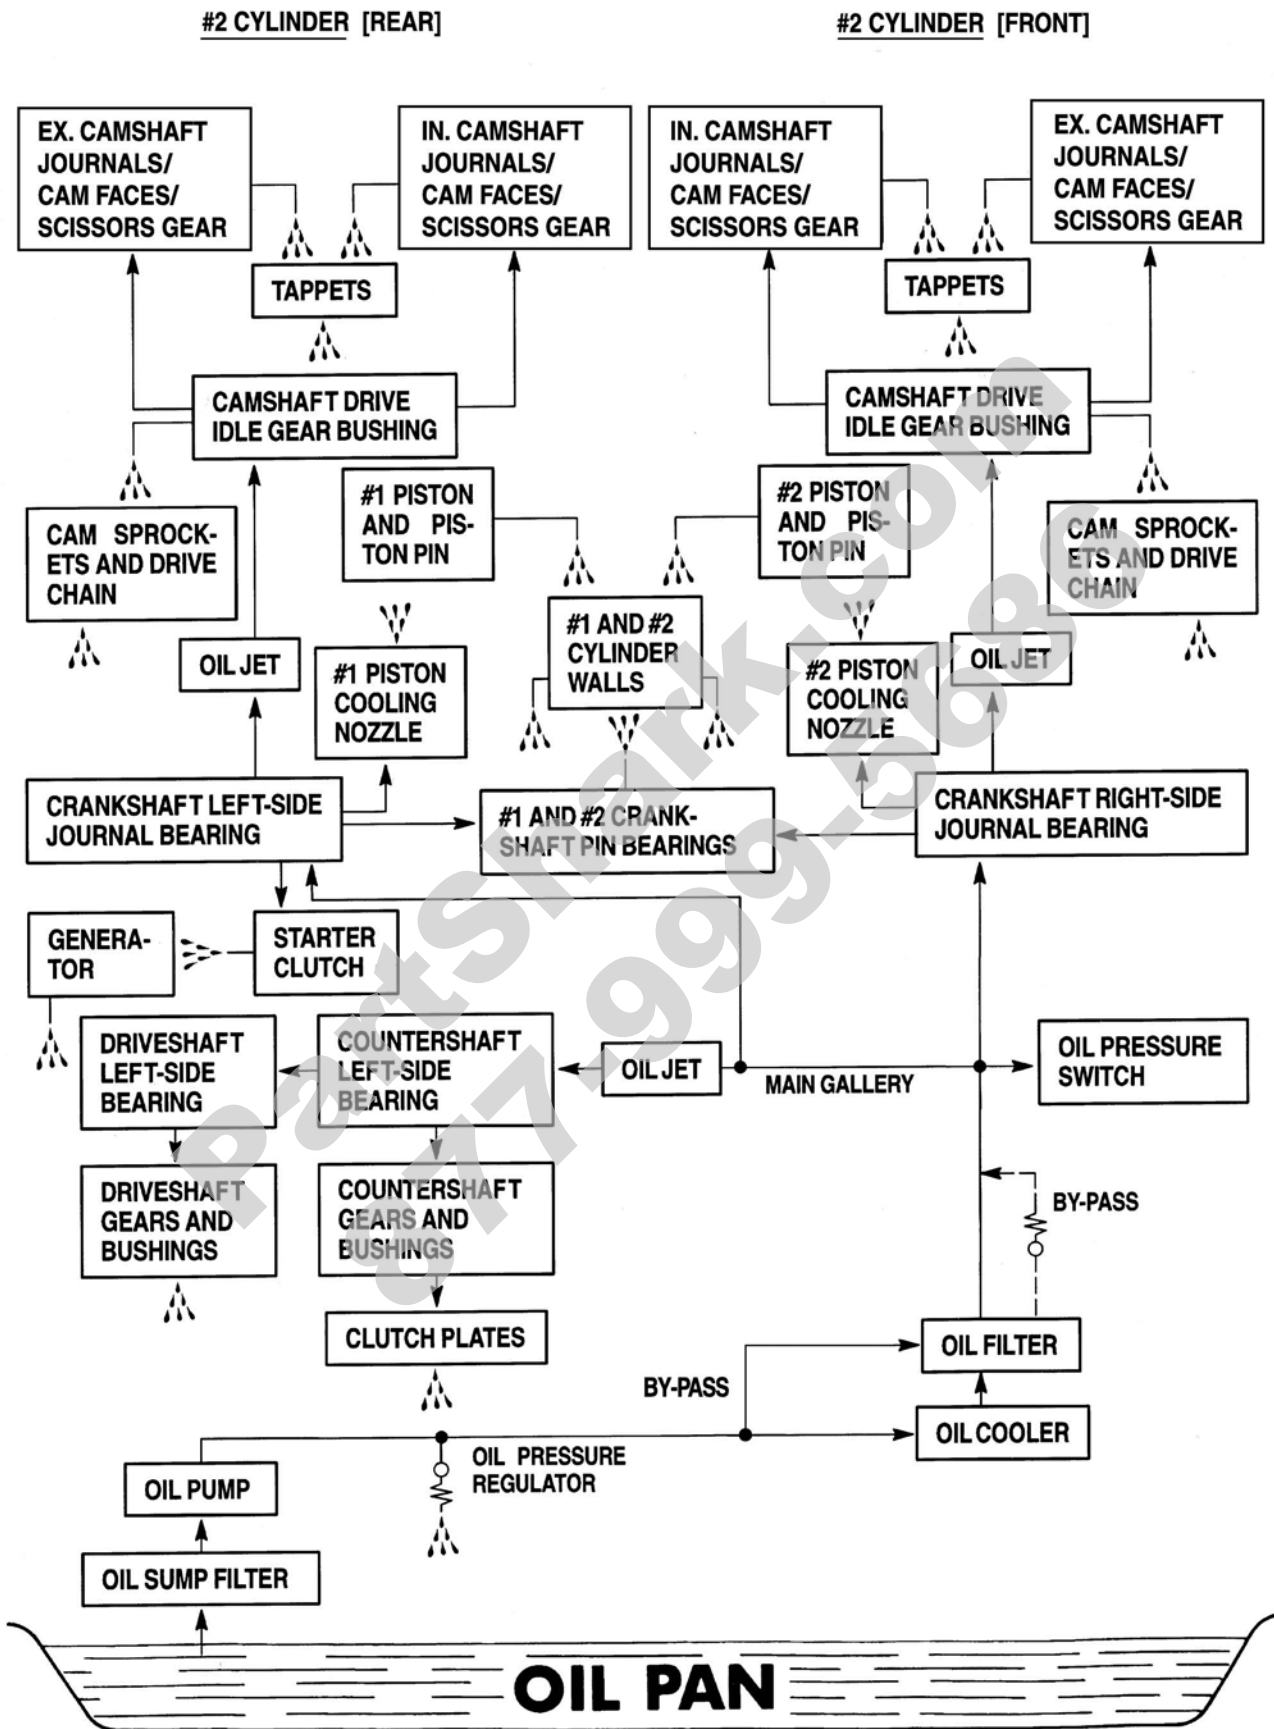 #2 CYLINDER [REAR]
#2 CYLINDER [FRONT]
EX. CAMSHAFT
JOURNALS/
CAM FACES/
SCISSORS GEAR
IN. CAMSHAFT
JOURNALS/
CAM FACES/
SCISSORS GEAR
IN. CAMSHAFT
JOURNALS/
CAM FACES/
SCISSORS GEAR
EX. CAMSHAFT
JOURNALS/
CAM FACES/
SCISSORS GEAR
TAPPETS
TAPPETS
CAMSHAFT DRIVE
IDLE GEAR BUSHING
CAMSHAFT DRIVE
IDLE GEAR BUSHING
#1 PISTON
AND PIS-
TON PIN
#2 PISTON
AND PIS-
TON PIN
CAM SPROCK-
ETS AND DRIVE
CHAIN
CAM SPROCK-
ETS AND DRIVE
CHAIN
#1 AND #2
CYLINDER
WALLS
OIL JET
#1 PISTON
COOLING
NOZZLE
#2 PISTON
COOLING
NOZZLE
OIL JET
CRANKSHAFT LEFT-SIDE
JOURNAL BEARING
#1 AND #2 CRANK-
SHAFT PIN BEARINGS
CRANKSHAFT RIGHT-SIDE
JOURNAL BEARING
GENERA-
TOR
STARTER
CLUTCH
DRIVESHAFT
LEFT-SIDE
BEARING
COUNTERSHAFT
LEFT-SIDE
BEARING
OIL JET
MAIN GALLERY
OIL PRESSURE
SWITCH
DRIVESHAFT
GEARS AND
BUSHINGS
COUNTERSHAFT
GEARS AND
BUSHINGS
BY-PASS
CLUTCH PLATES
OIL FILTER
BY-PASS
OIL COOLER
OIL PRESSURE
REGULATOR
OIL PUMP
OIL SUMP FILTER
OIL PAN
PartShark.com
877-999-5686